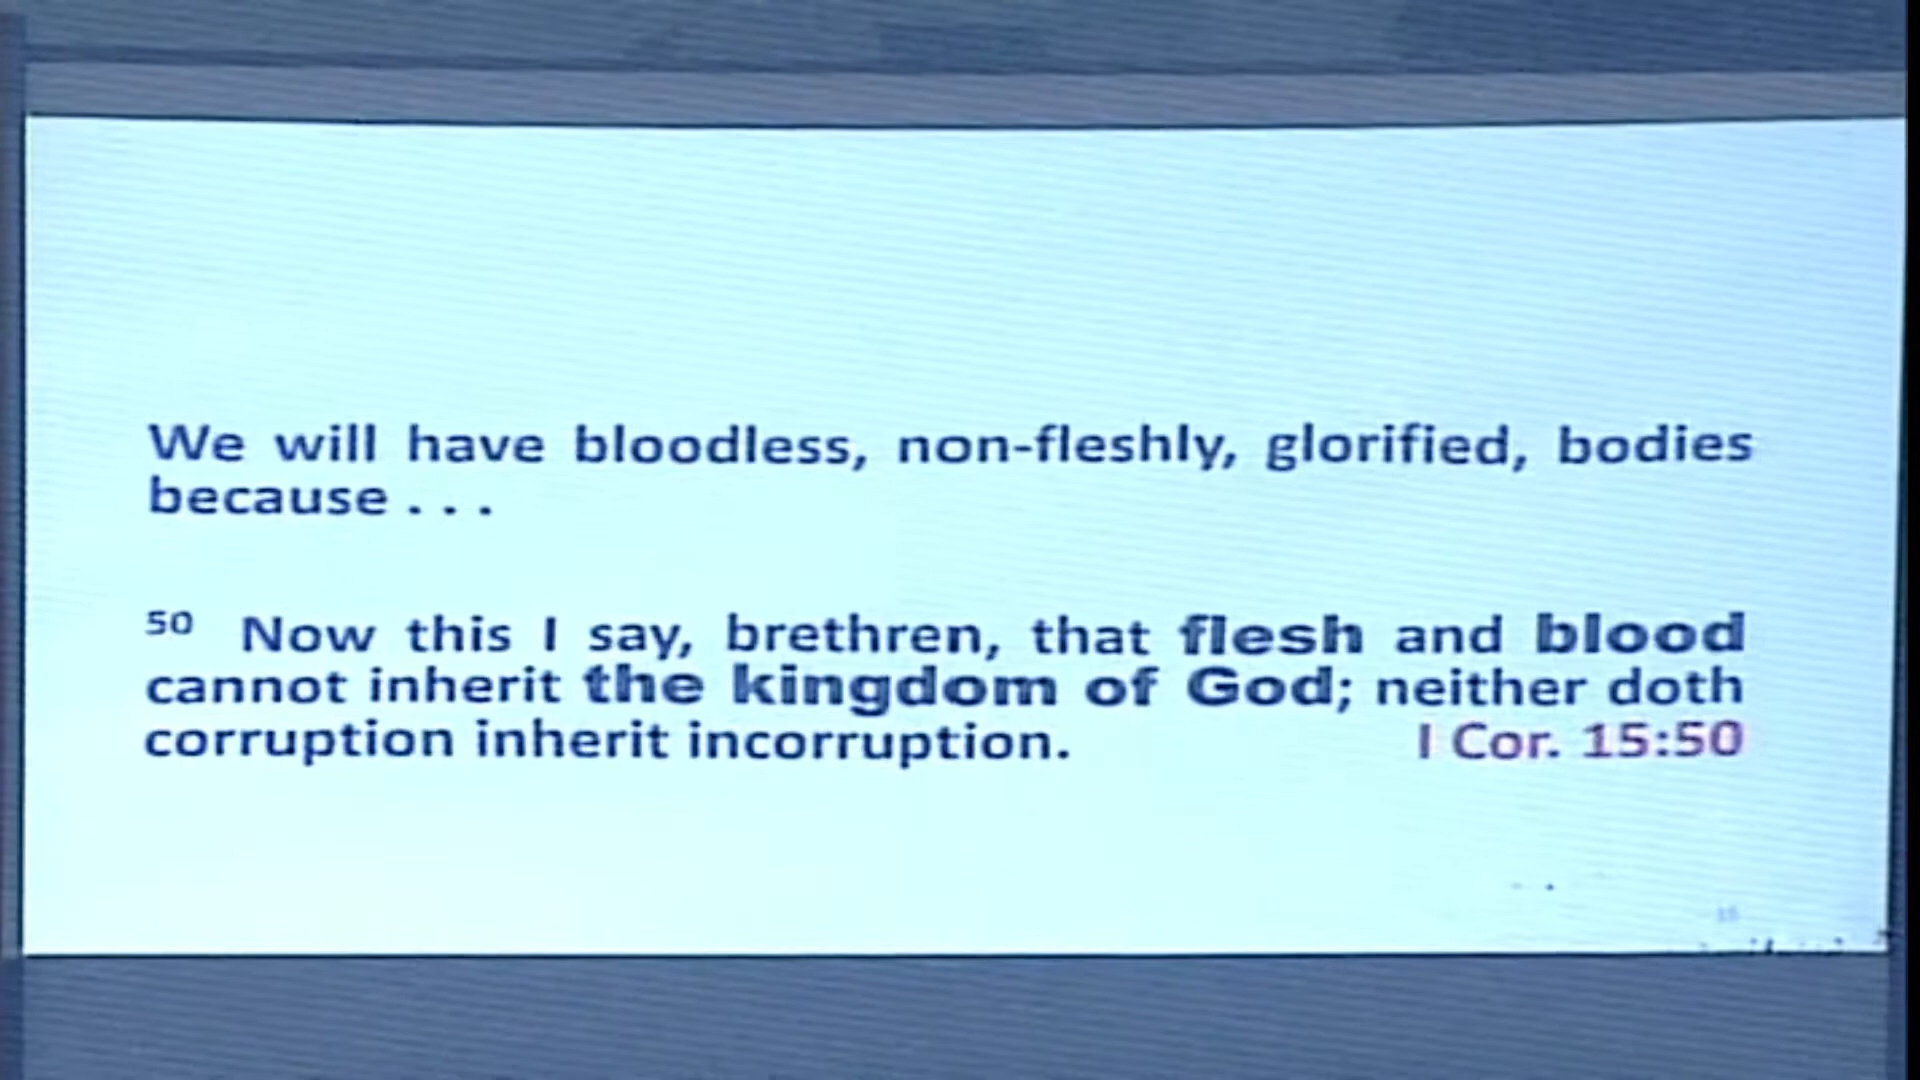 We will have bloodless, non-fleshly, glorified, bodies
because . . .
50 Now this I say, brethren, that flesh and blood
cannot inherit the kingdom of God; neither doth
corruption inherit incorruption. I Cor. 15:50